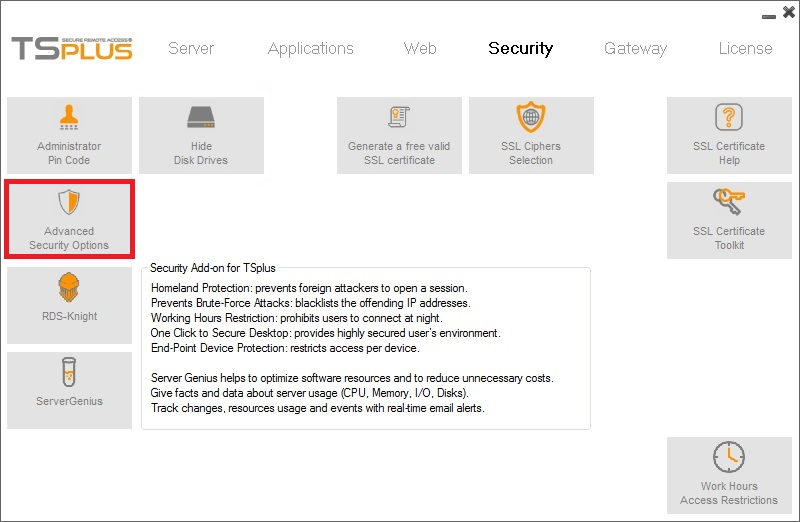 TSPLUS
SECURE REMOTE ACCESS
Server
Applications
Web
Security
Gateway
License
Administrator
Pin Code
Hide
Disk Drives
Generate a free valid
SSL certificate
SSL Ciphers
Selection
SSL Certificate
Help
Advanced
Security Options
SSL Certificate
Toolkit
RDS-Knight
ServerGenius
Security Add-on for TSplus
Homeland Protection: prevents foreign attackers to open a session.
Prevents Brute-Force Attacks: blacklists the offending IP addresses.
Working Hours Restriction: prohibits users to connect at night.
One Click to Secure Desktop: provides highly secured user's environment.
End-Point Device Protection: restricts access per device.
Server Genius helps to optimize software resources and to reduce unnecessary costs.
Give facts and data about server usage (CPU, Memory, I/O, Disks).
Track changes, resources usage and events with real-time email alerts.
Work Hours
Access Restrictions